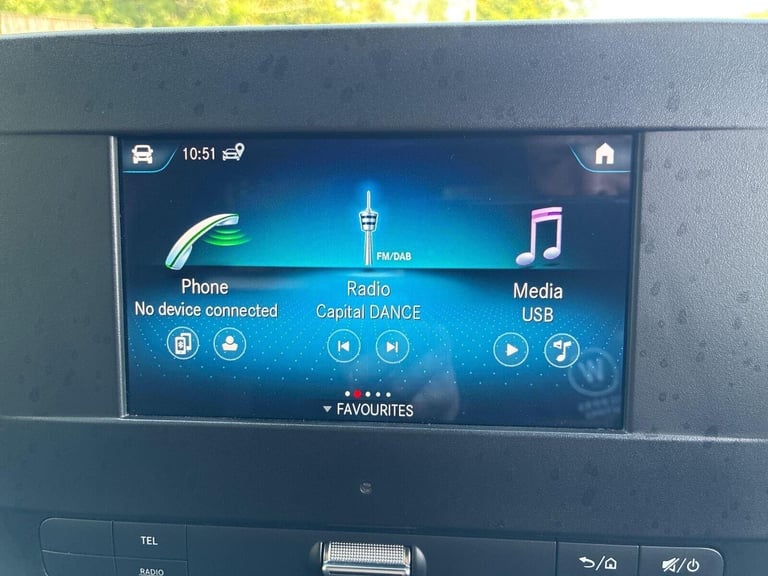 10:51
FM/DAB
Phone
No device connected
Radio
Capital DANCE
Media
USB
W
FAVOURITES
TEL
RADIO